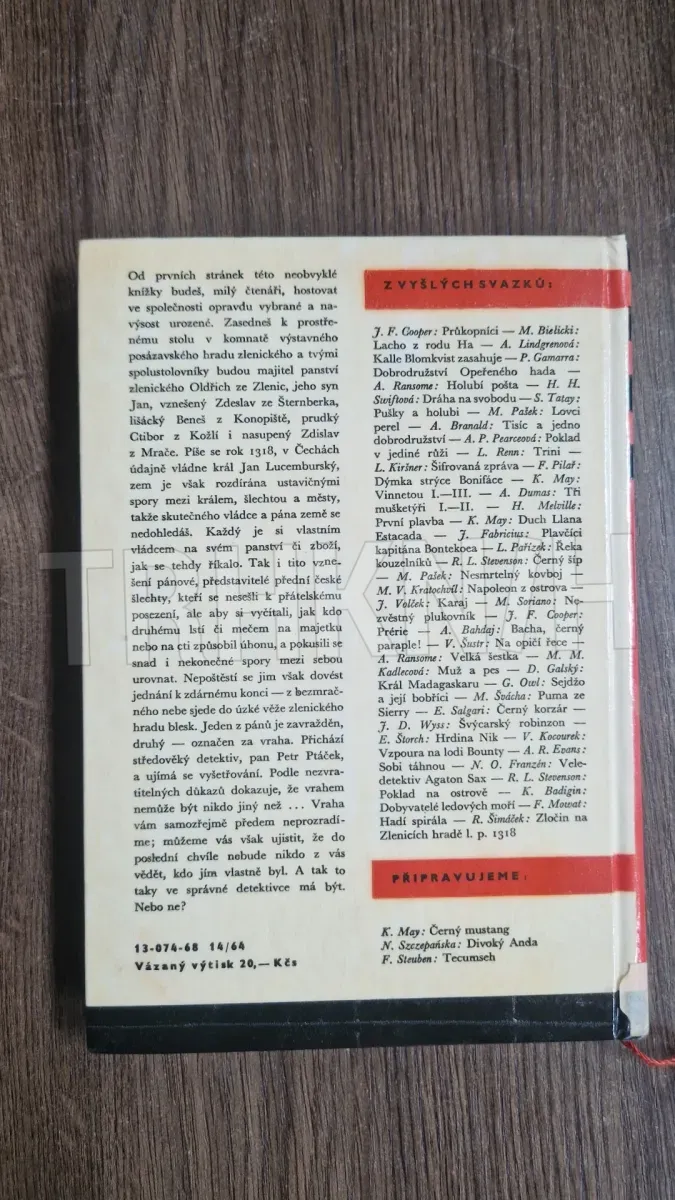 Od prvních stránek této neobvyklé
knížky budeš, milý čtenáři, hostovat
ve společnosti opravdu vybrané a na-
výsost urozené. Zasedneš k prostře-
nému stolu v komnatě výstavného
posázavského hradu zlenického a tvými
spolustolovníky budou majitel panství
zlenického Oldřich ze Zlenic, jeho syn
Jan, vznešený Zdeslav ze Šternberka,
lišácký Beneš z Konopiště, prudký
Ctibor z Kožlí i nasupený Zdislav
z Mrače. Píše se rok 1318, v Čechách
údajně vládne král Jan Lucemburský,
zem je však rozdírána ustavičnými
spory mezi králem, šlechtou a městy,
takže skutečného vládce a pána země se
nedohledáš. Každý je si vlastním
vládcem na svém panství či zboží,
jak se tehdy říkalo. Tak i tito vzne-
šení pánové, představitelé přední české
šlechty, kteří se nesešli k přátelskému
posezení, ale aby si vyčítali, jak kdo
druhému lstí či mečem na majetku
nebo na cti způsobil úhonu, a pokusili se
snad i nekonečné spory mezi sebou
urovnat. Nepoštěstí se jim však dovést
jednání k zdárnému konci — z bezmrač-
ného nebe sjede do úzké věže zlenického
hradu blesk. Jeden z pánů je zavražděn,
druhý — označen za vraha. Přichází
středověký detektiv, pan Petr Ptáček,
a ujímá se vyšetřování. Podle nezvra-
titelných důkazů dokazuje, že vrahem
nemůže být nikdo jiný než ... Vraha
vám samozřejmě předem neprozradí-
me; můžeme vás však ujistit, že do
poslední chvíle nebude nikdo z vás
vědět, kdo jím vlastně byl. A tak to
taky ve správné detektivce má být.
Nebo ne?
13-074-68 14/64
Vázaný výtisk 20,— Kčs
Z VYŠLÝCH SVAZKŮ:
J. F. Cooper: Průkopníci — M. Bielicki:
Lacho z rodu Ha — A. Lindgrenová:
Kalle Blomkvist zasahuje — P. Gamarra:
Dobrodružství Opeřeného hada —
A. Ransome: Holubí pošta — H. H.
Swiftová: Dráha na svobodu — S. Tatay:
Pušky a holubi — M. Pašek: Lovci
perel — A. Branald: Tisíc a jedno
dobrodružství — A. P. Pearceová: Poklad
v jediné růži — L. Renn: Trini —
L. Kiršner: Šifrovaná zpráva — F. Pilař:
Dýmka strýce Bonifáce — K. May:
Vinnetou I.—III. — A. Dumas: Tři
mušketýři I.—II. — H. Melville:
První plavba — K. May: Duch Llana
Estacada — J. Fabricius: Plavčíci
kapitána Bontekoea — L. Pařízek: Řeka
kouzelníků — R. L. Stevenson: Černý šíp
— M. Pašek: Nesmrtelný kovboj —
M. V. Kratochvíl: Napoleon z ostrova —
J. Volček: Karaj — M. Soriano: Ne-
zvěstný plukovník — J. F. Cooper:
Prérie — A. Bahdaj: Bacha, černý
paraple! — V. Šustr: Na opičí řece —
A. Ransome: Velká šestka — M. M.
Kadlecová: Muž a pes — D. Galský:
Král Madagaskaru — G. Owl: Sejdžo
a její bobříci — M. Švácha: Puma ze
Sierry — E. Salgari: Černý korzár —
J. D. Wyss: Švýcarský robinzon —
E. Štorch: Hrdina Nik — V. Kocourek:
Vzpoura na lodi Bounty — A. R. Evans:
Sobi táhnou — N. O. Franzén: Vele-
detektiv Agaton Sax — R. L. Stevenson:
Poklad na ostrově — K. Badigin:
Dobyvatelé ledových moří — F. Mowat:
Hadí spirála — R. Šimáček: Zločin na
Zlenicích hradě l. p. 1318
PŘIPRAVUJEME:
K. May: Černý mustang
N. Szczepańska: Divoký Anda
F. Steuben: Tecumseh